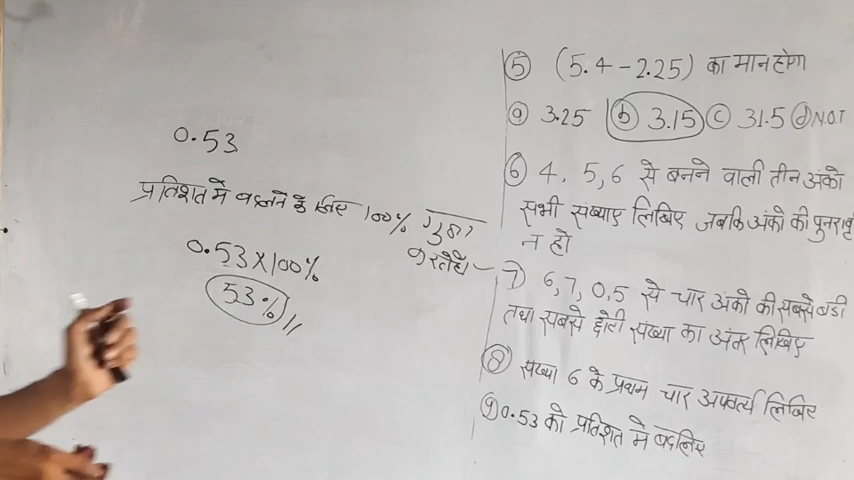 0.53
प्रतिशत में बदलने के लिए 100% गुणा
करते हैं -
0.53 X 100%
53% //
⑤ (5.4 - 2.25) का मान होगा
ⓐ 3.25 ⓑ 3.15 ⓒ 31.5 ⓓ NOT
⑥ 4, 5, 6 से बनने वाली तीन अंको
सभी संख्याए लिखिए जबकि अंको की पुनरावृ
न हो
7) 6, 7, 0, 5 से चार अंको की सबसे बडी
तथा सबसे छोटी संख्या का अंतर लिखिए
⑧ संख्या 6 के प्रथम चार अपवर्त्य लिखिए
⑨ 0.53 को प्रतिशत में बदलिए